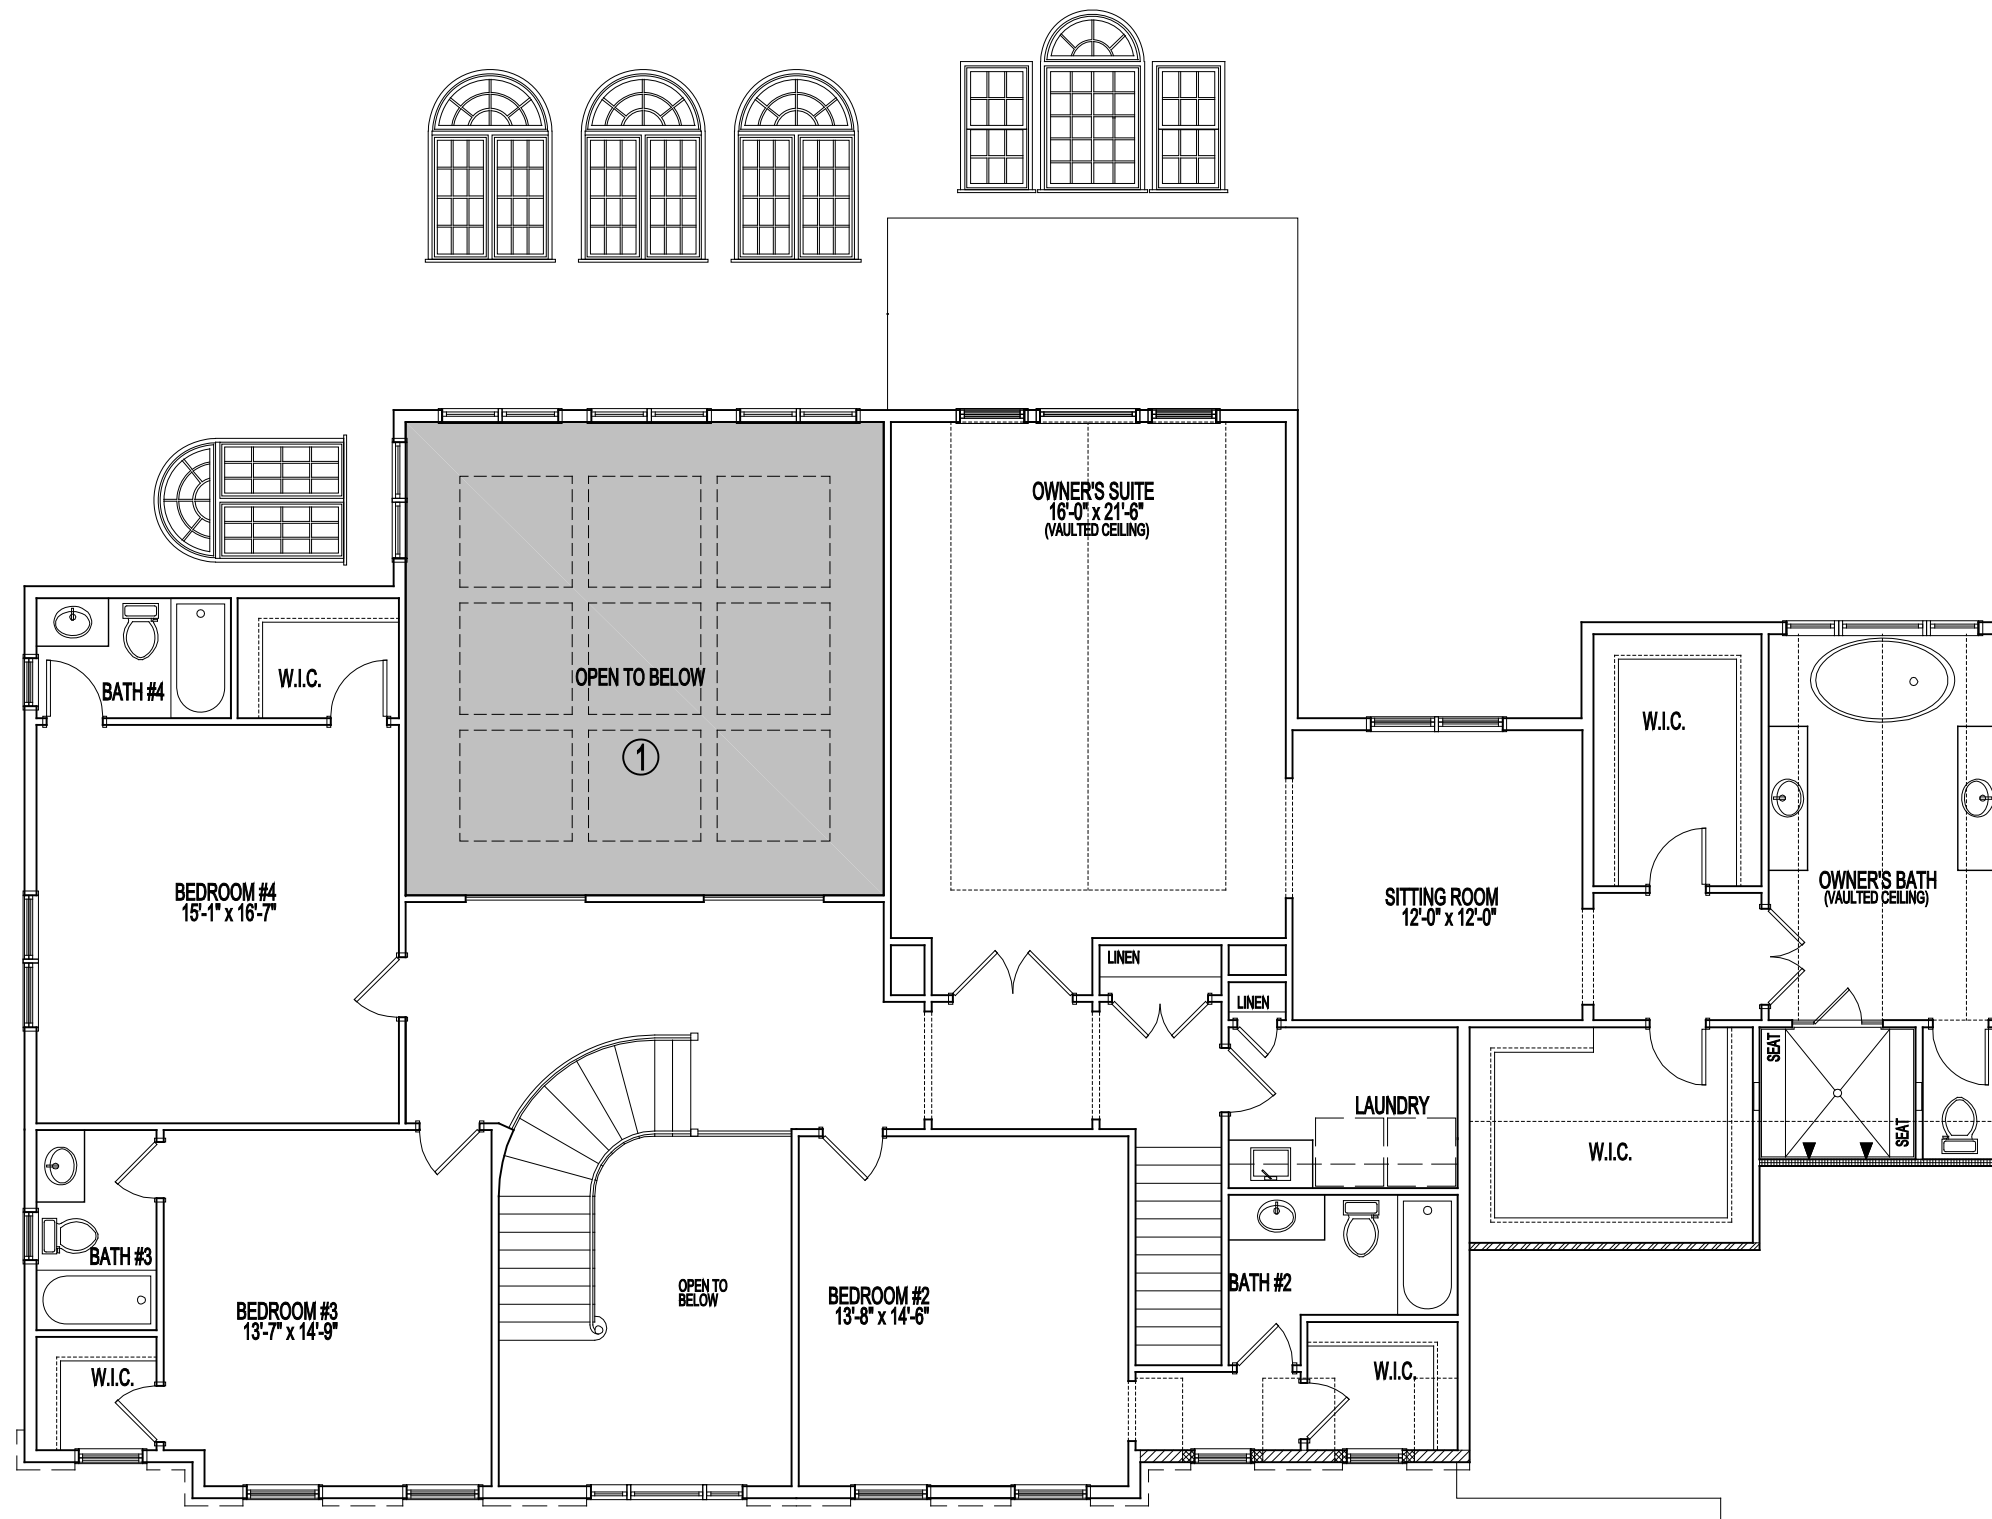 OWNER'S SUITE
16'-0" x 21'-6"
(VAULTED CEILING)
OPEN TO BELOW
1
W.I.C.
BATH #4
W.I.C.
BEDROOM #4
15'-1" x 16'-7"
SITTING ROOM
12'-0" x 12'-0"
OWNER'S BATH
(VAULTED CEILING)
LINEN
LINEN
SEAT
SEAT
LAUNDRY
W.I.C.
BATH #3
BEDROOM #3
13'-7" x 14'-9"
OPEN TO
BELOW
BEDROOM #2
13'-8" x 14'-6"
BATH #2
W.I.C.
W.I.C.